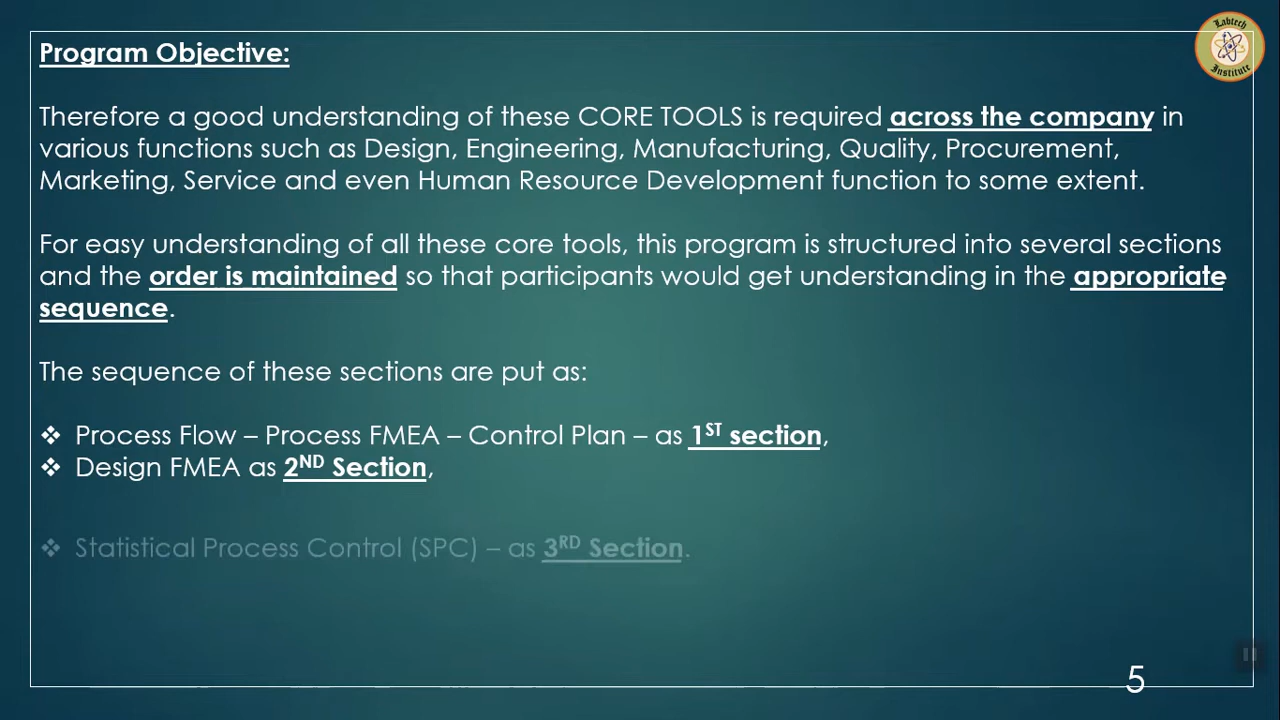 Labtech
Institute
Program Objective:
Therefore a good understanding of these CORE TOOLS is required across the company in
various functions such as Design, Engineering, Manufacturing, Quality, Procurement,
Marketing, Service and even Human Resource Development function to some extent.
For easy understanding of all these core tools, this program is structured into several sections
and the order is maintained so that participants would get understanding in the appropriate
sequence.
The sequence of these sections are put as:
❖ Process Flow – Process FMEA – Control Plan – as 1ST section,
❖ Design FMEA as 2ND Section,
❖ Statistical Process Control (SPC) – as 3RD Section.
5